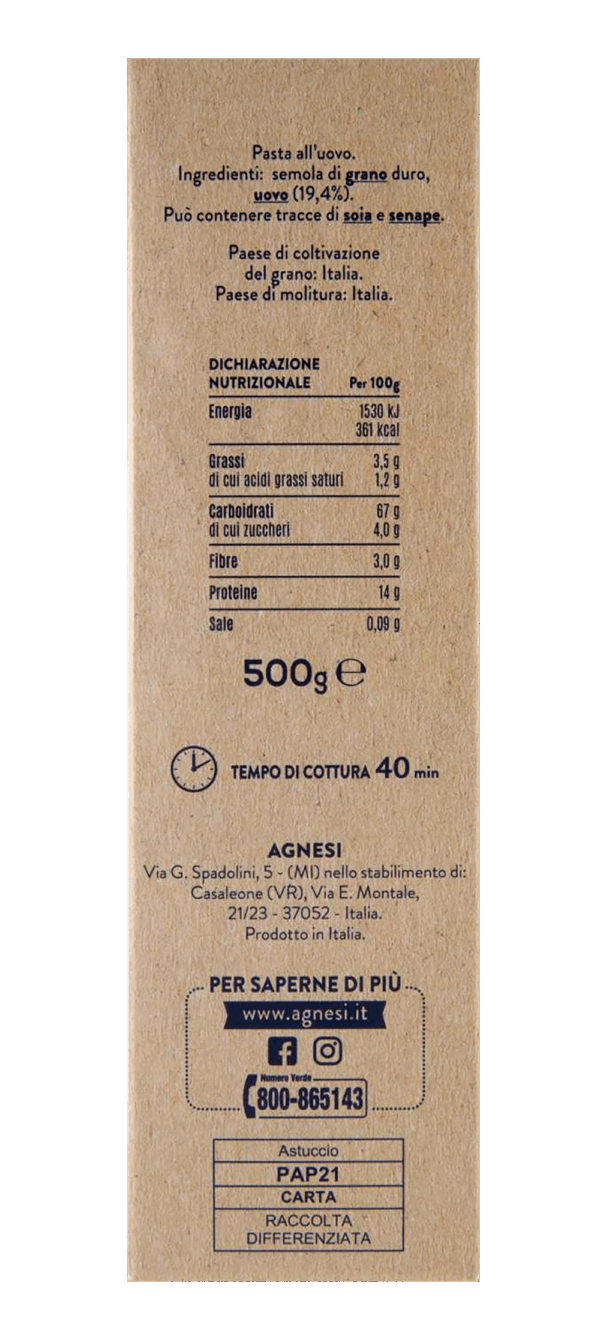 Pasta all'uovo.
Ingredienti: semola di grano duro,
uovo (19,4%).
Può contenere tracce di soia e senape.
Paese di coltivazione
del grano: Italia.
Paese di molitura: Italia.
DICHIARAZIONE
NUTRIZIONALE Per 100g
Energia 1530 kJ
361 kcal
Grassi 3,5 g
di cui acidi grassi saturi 1,2 g
Carboidrati 67 g
di cui zuccheri 4,0 g
Fibre 3,0 g
Proteine 14 g
Sale 0,09 g
500g ℮
TEMPO DI COTTURA 40 min
AGNESI
Via G. Spadolini, 5 - (MI) nello stabilimento di:
Casaleone (VR), Via E. Montale,
21/23 - 37052 - Italia.
Prodotto in Italia.
PER SAPERNE DI PIÙ
www.agnesi.it
Numero Verde
800-865143
Astuccio
PAP21
CARTA
RACCOLTA
DIFFERENZIATA